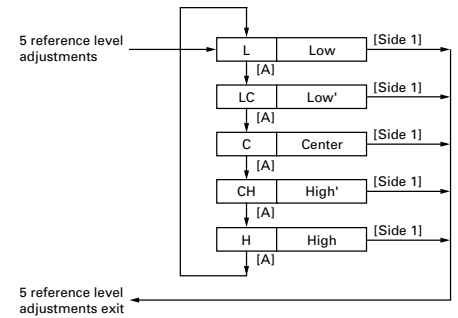 5 reference level
adjustments
L Low [Side 1]
[A]
LC Low' [Side 1]
[A]
C Center [Side 1]
[A]
CH High' [Side 1]
[A]
H High [Side 1]
[A]
5 reference level
adjustments exit